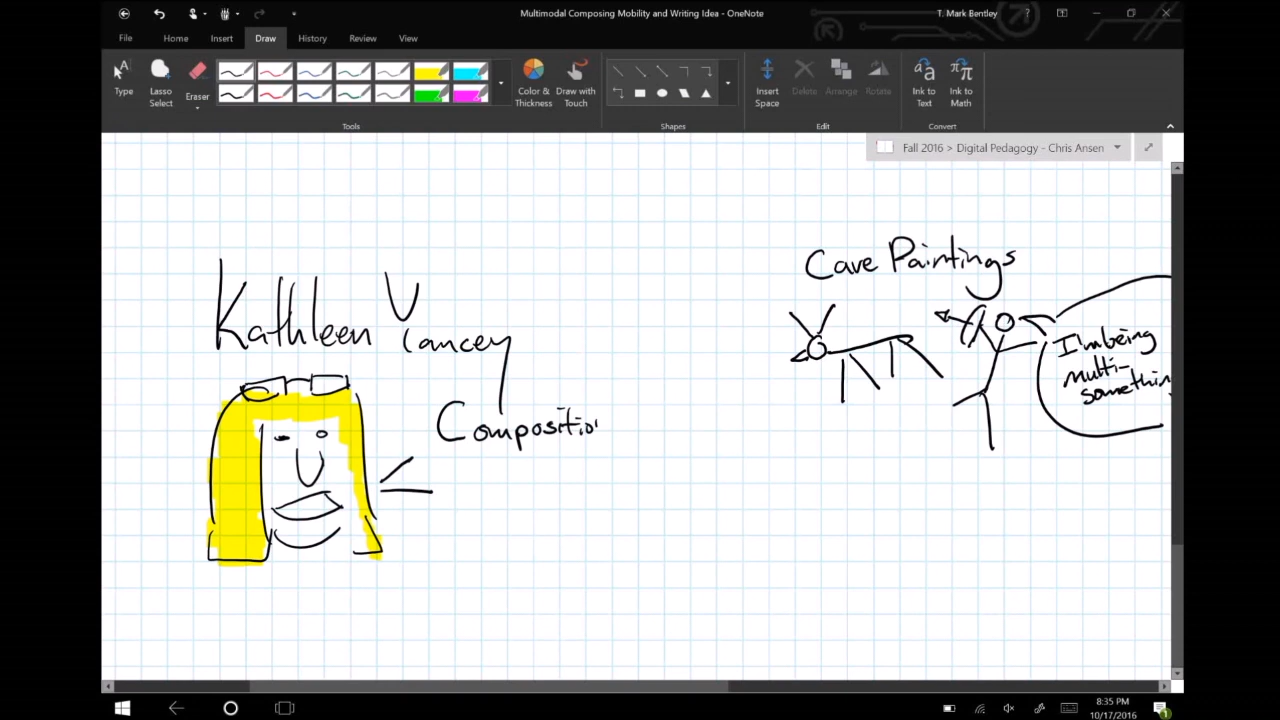 Multimodal Composing Mobility and Writing Idea - OneNote
T. Mark Bentley
?
File Home Insert Draw History Review View
Type
Lasso Select
Eraser
Color & Thickness
Draw with Touch
Insert Space
Delete
Arrange
Rotate
Ink to Text
Ink to Math
Tools
Shapes
Edit
Convert
Fall 2016 > Digital Pedagogy - Chris Ansen
Cave Paintings
Kathleen Yancey
I'm being
multi-
somethin
Composition
8:35 PM
10/17/2016
1